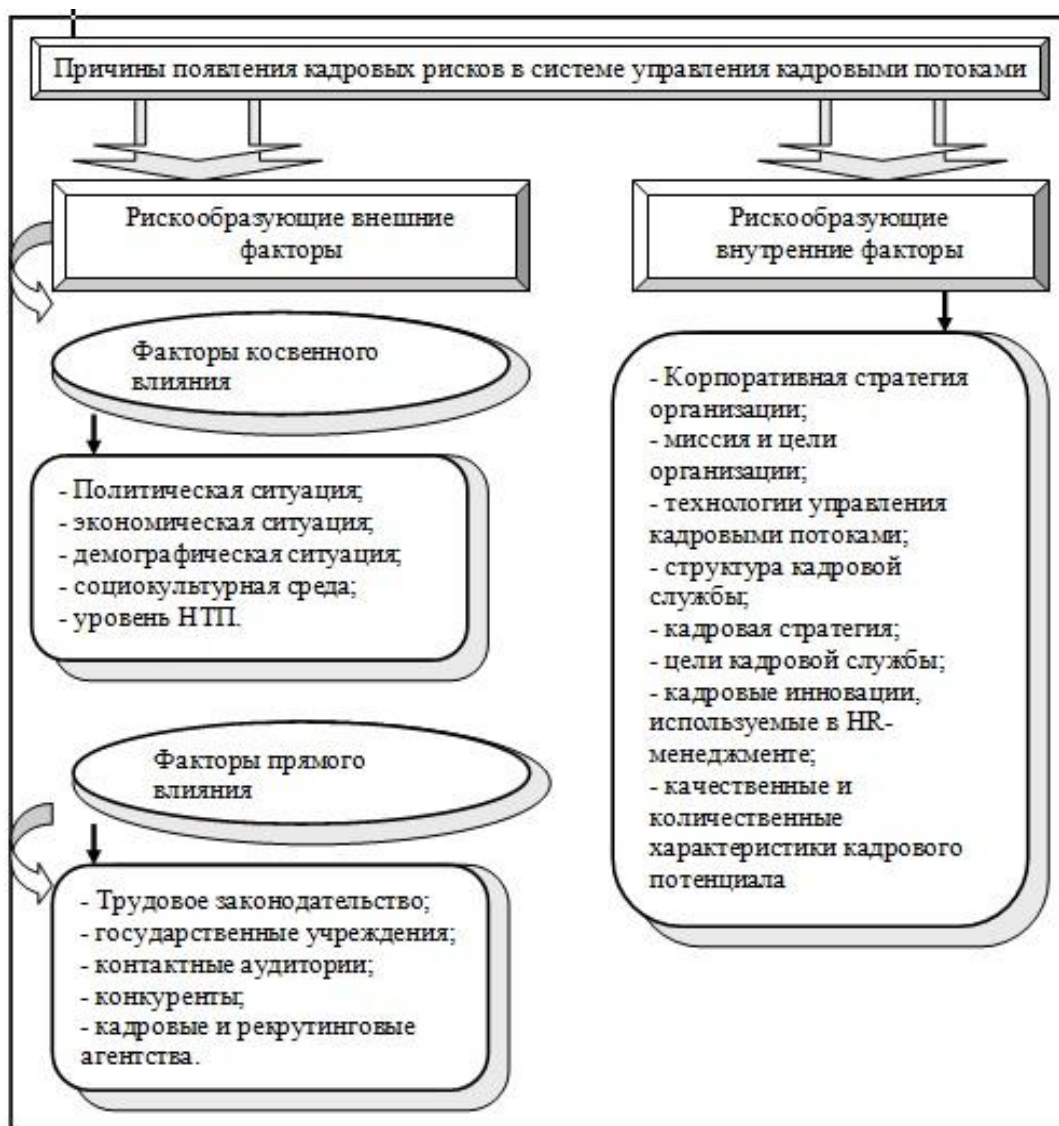 Причины появления кадровых рисков в системе управления кадровыми потоками
Рискообразующие внешние
факторы
Факторы косвенного
влияния
- Политическая ситуация;
- экономическая ситуация;
- демографическая ситуация;
- социокультурная среда;
- уровень НТП.
Факторы прямого
влияния
- Трудовое законодательство;
- государственные учреждения;
- контактные аудитории;
- конкуренты;
- кадровые и рекрутинговые
агентства.
Рискообразующие
внутренние факторы
- Корпоративная стратегия
организации;
- миссия и цели
организации;
- технологии управления
кадровыми потоками;
- структура кадровой
службы;
- кадровая стратегия;
- цели кадровой службы;
- кадровые инновации,
используемые в HR-
менеджменте;
- качественные и
количественные
характеристики кадрового
потенциала